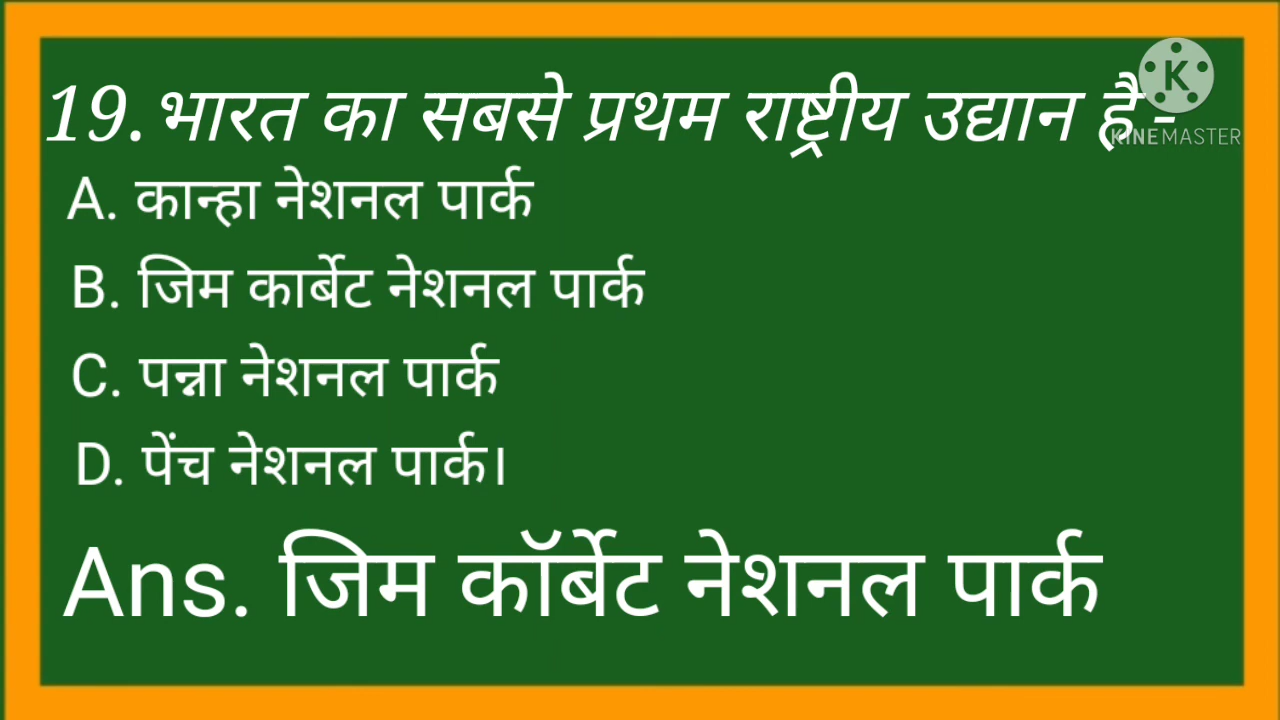 19.भारत का सबसे प्रथम राष्ट्रीय उद्यान है-
K
KINEMASTER
A. कान्हा नेशनल पार्क
B. जिम कार्बेट नेशनल पार्क
C. पन्ना नेशनल पार्क
D. पेंच नेशनल पार्क।
Ans. जिम कॉर्बेट नेशनल पार्क